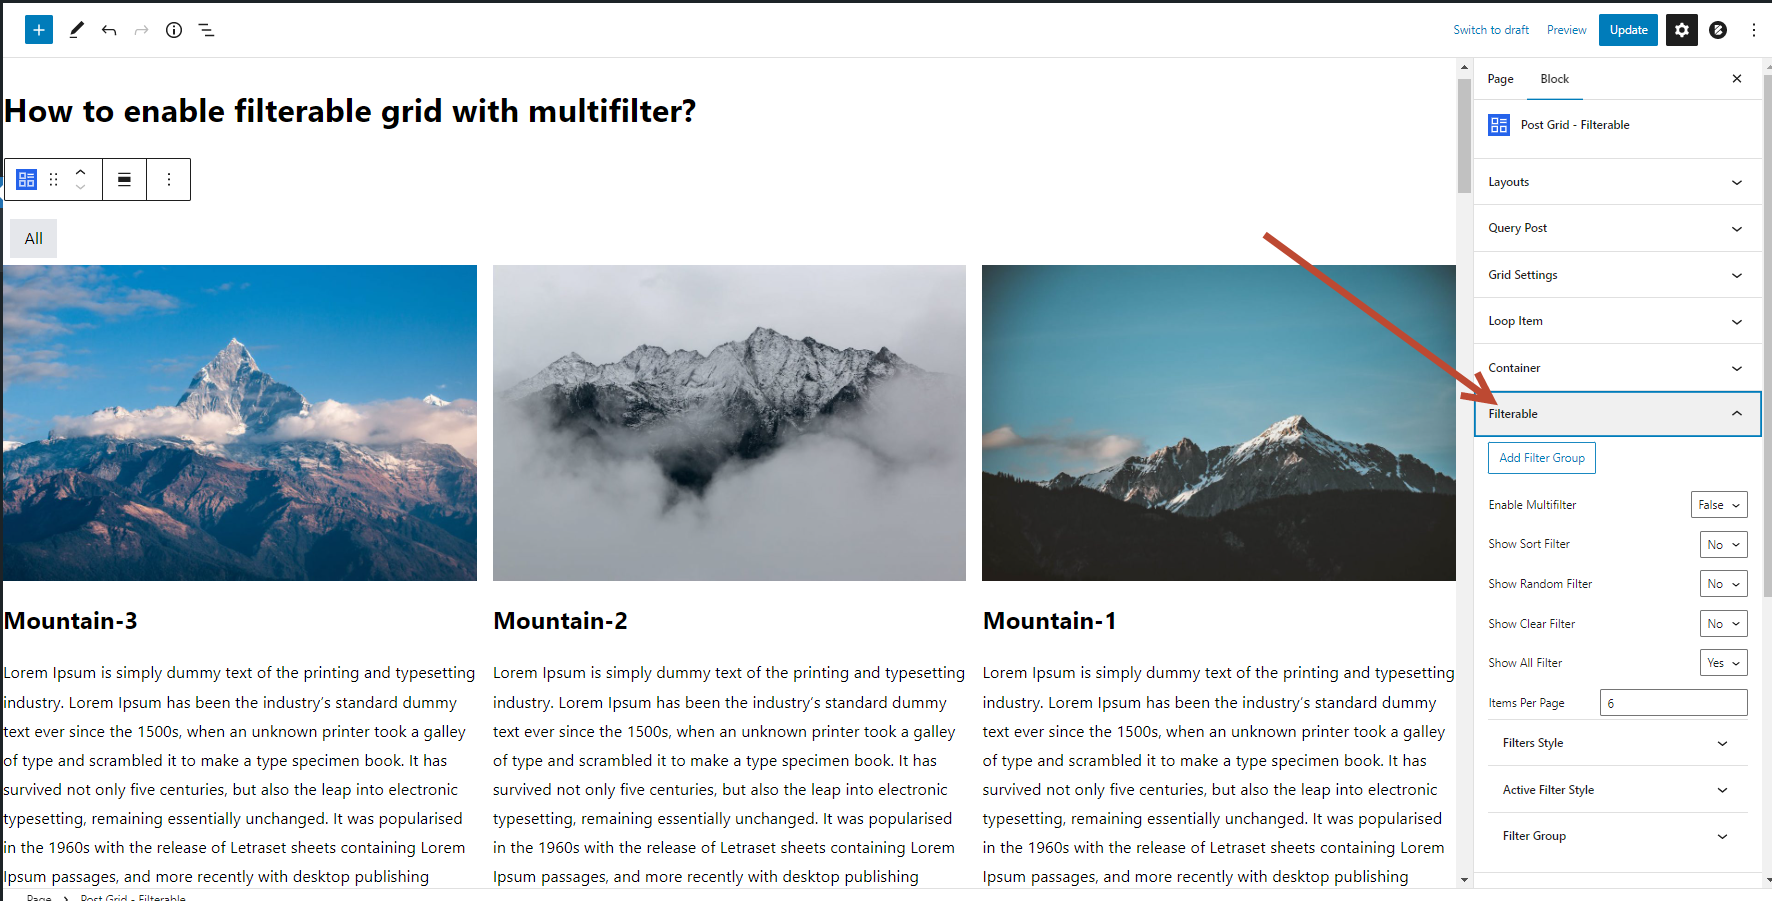 Switch to draft
Preview
Update
How to enable filterable grid with multifilter?
All
Mountain-3
Lorem Ipsum is simply dummy text of the printing and typesetting
industry. Lorem Ipsum has been the industry’s standard dummy
text ever since the 1500s, when an unknown printer took a galley
of type and scrambled it to make a type specimen book. It has
survived not only five centuries, but also the leap into electronic
typesetting, remaining essentially unchanged. It was popularised
in the 1960s with the release of Letraset sheets containing Lorem
Ipsum passages, and more recently with desktop publishing
Mountain-2
Lorem Ipsum is simply dummy text of the printing and typesetting
industry. Lorem Ipsum has been the industry’s standard dummy
text ever since the 1500s, when an unknown printer took a galley
of type and scrambled it to make a type specimen book. It has
survived not only five centuries, but also the leap into electronic
typesetting, remaining essentially unchanged. It was popularised
in the 1960s with the release of Letraset sheets containing Lorem
Ipsum passages, and more recently with desktop publishing
Mountain-1
Lorem Ipsum is simply dummy text of the printing and typesetting
industry. Lorem Ipsum has been the industry’s standard dummy
text ever since the 1500s, when an unknown printer took a galley
of type and scrambled it to make a type specimen book. It has
survived not only five centuries, but also the leap into electronic
typesetting, remaining essentially unchanged. It was popularised
in the 1960s with the release of Letraset sheets containing Lorem
Ipsum passages, and more recently with desktop publishing
Page
Block
Post Grid - Filterable
Layouts
Query Post
Grid Settings
Loop Item
Container
Filterable
Add Filter Group
Enable Multifilter False
Show Sort Filter No
Show Random Filter No
Show Clear Filter No
Show All Filter Yes
Items Per Page 6
Filters Style
Active Filter Style
Filter Group
Page > Post Grid - Filterable